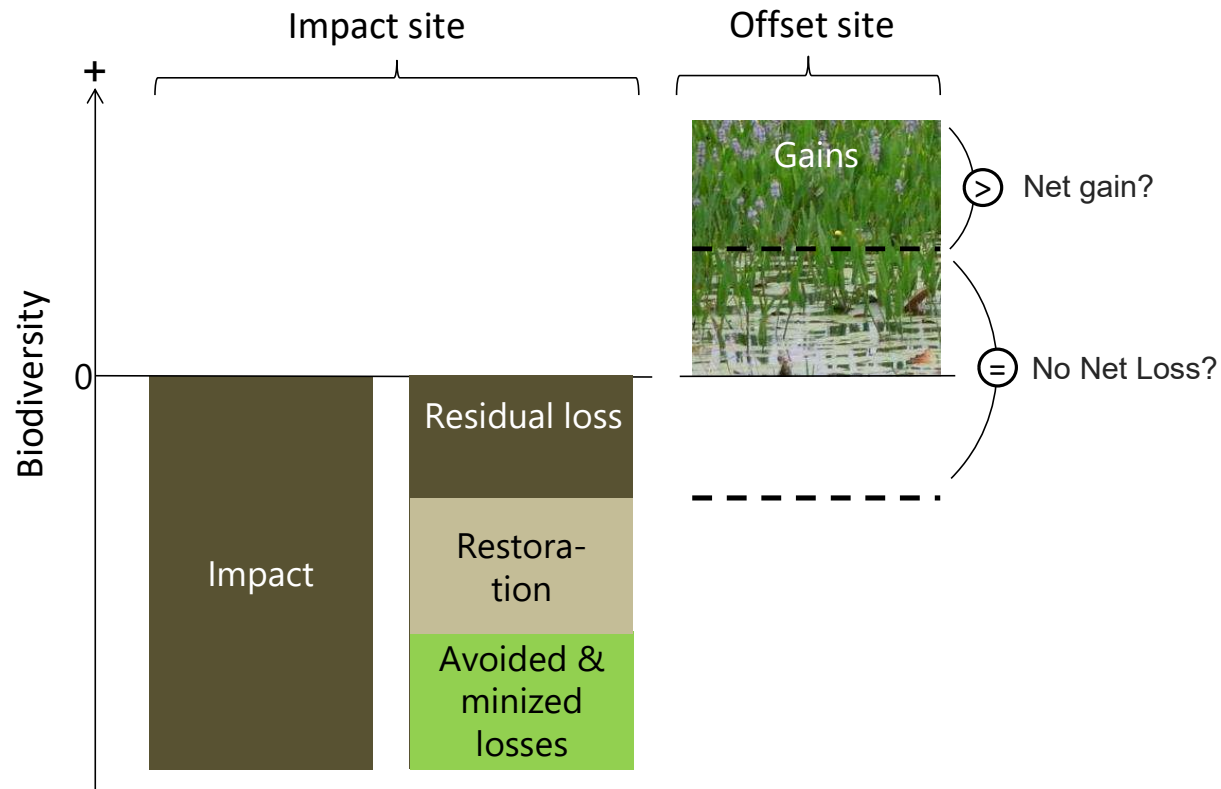 Impact site
Offset site
+
Gains
>
Net gain?
Biodiversity
0
=
No Net Loss?
Residual loss
Impact
Restora-
tion
Avoided &
minized
losses